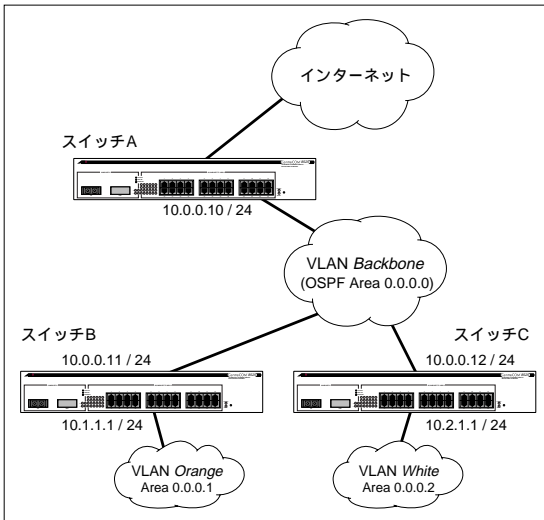 インターネット
スイッチA
10.0.0.10 / 24
VLAN Backbone
(OSPF Area 0.0.0.0)
スイッチB
スイッチC
10.0.0.11 / 24
10.0.0.12 / 24
10.1.1.1 / 24
10.2.1.1 / 24
VLAN Orange
Area 0.0.0.1
VLAN White
Area 0.0.0.2